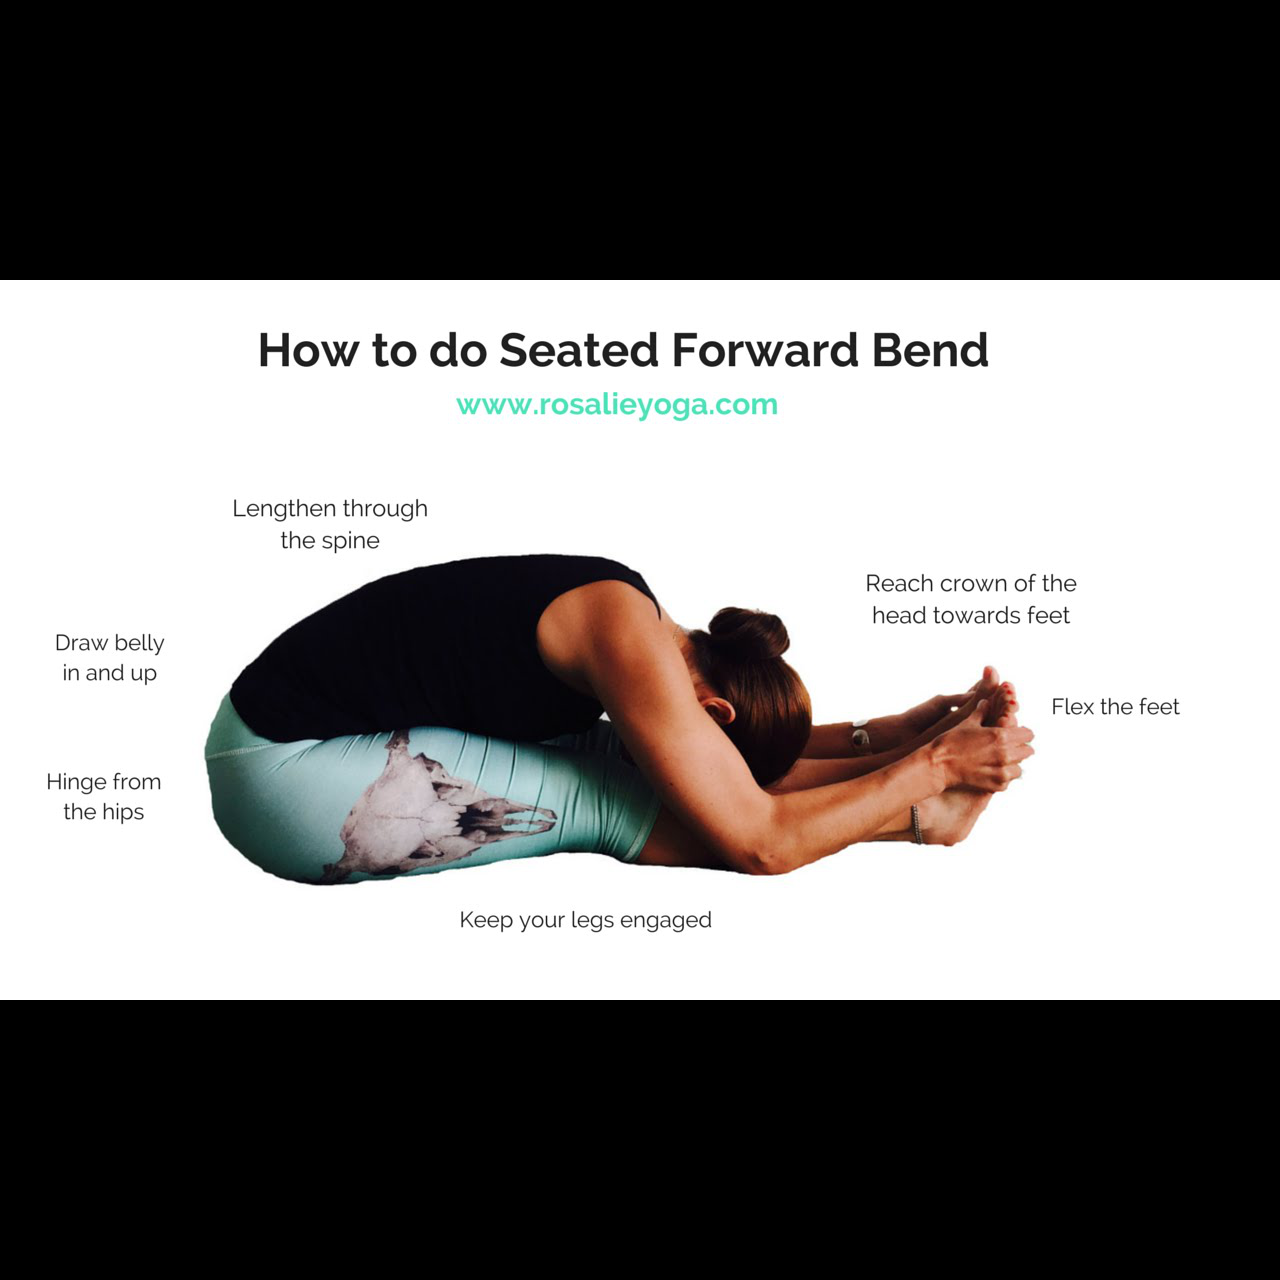 How to do Seated Forward Bend
www.rosalieyoga.com
Lengthen through
the spine
Reach crown of the
head towards feet
Draw belly
in and up
Flex the feet
Hinge from
the hips
Keep your legs engaged